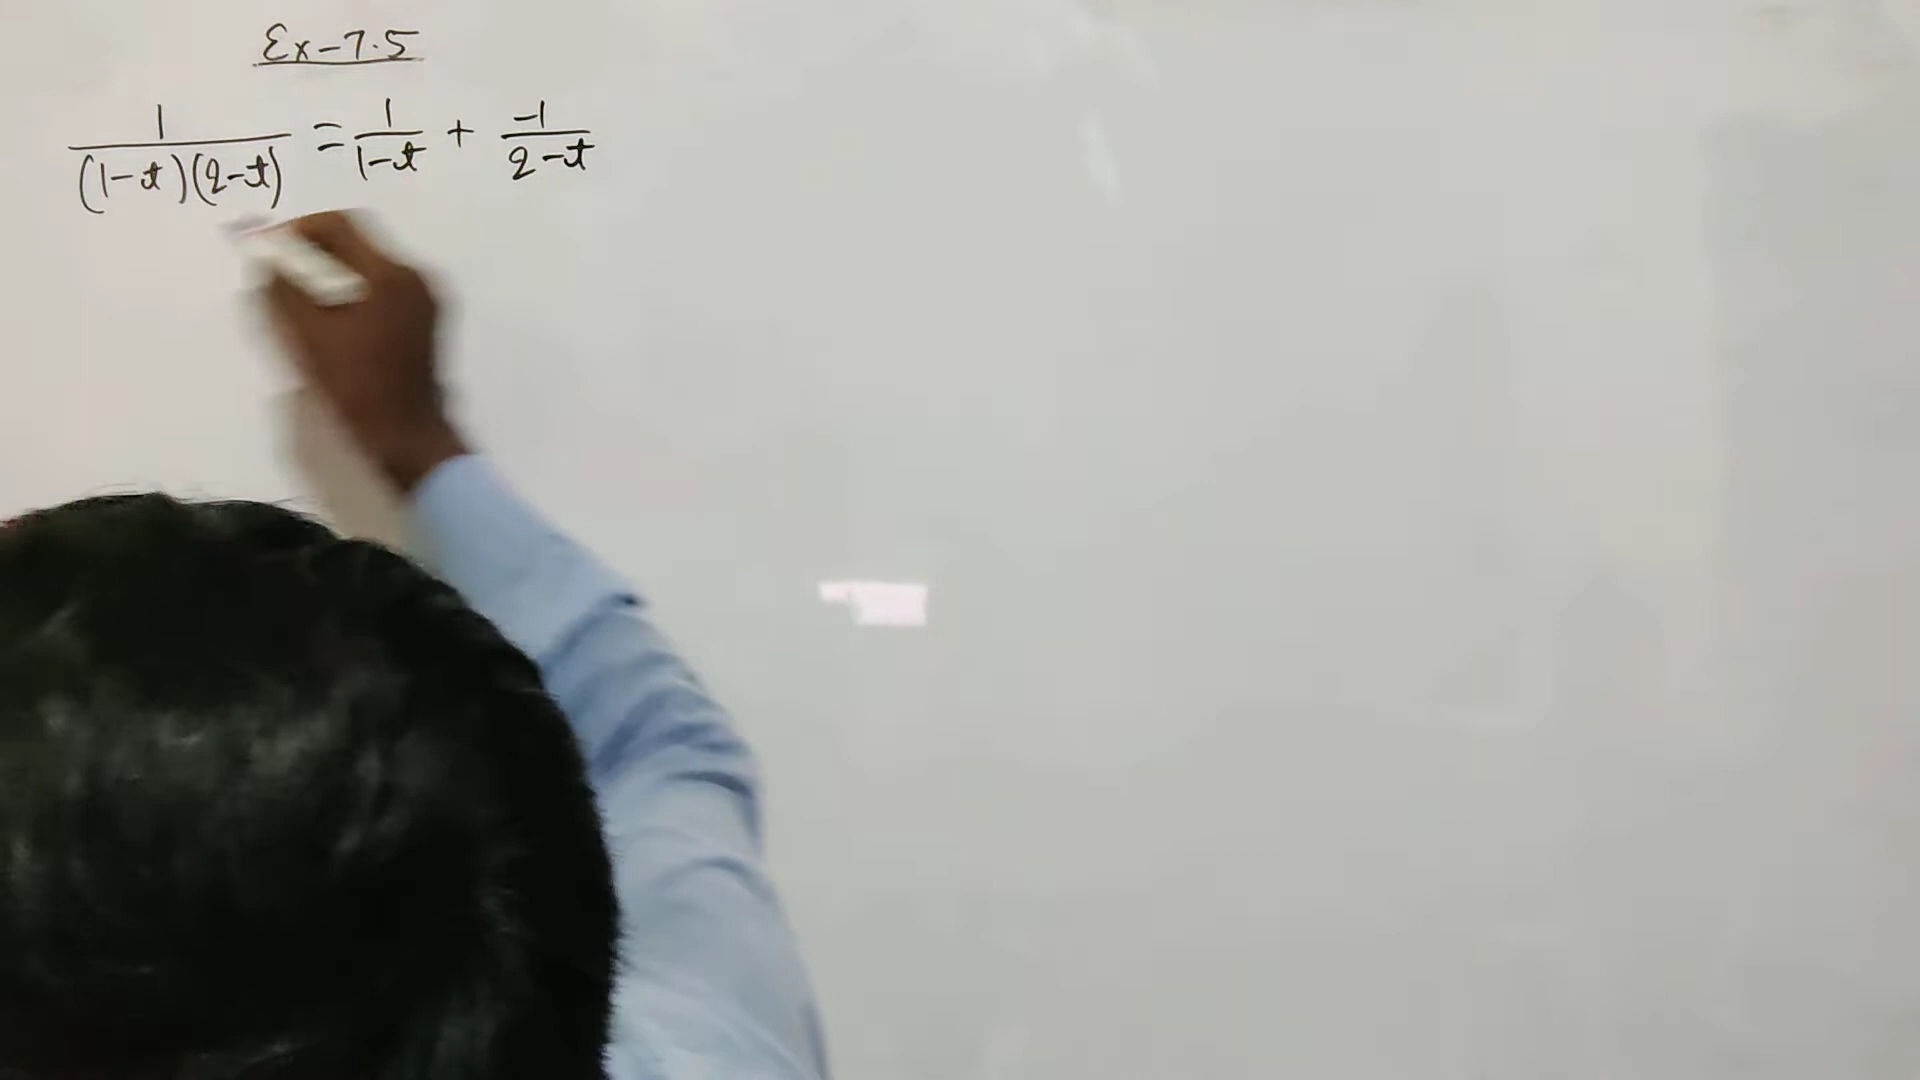 Ex-7.5
1/((1-t)(2-t)) = 1/(1-t) + -1/(2-t)